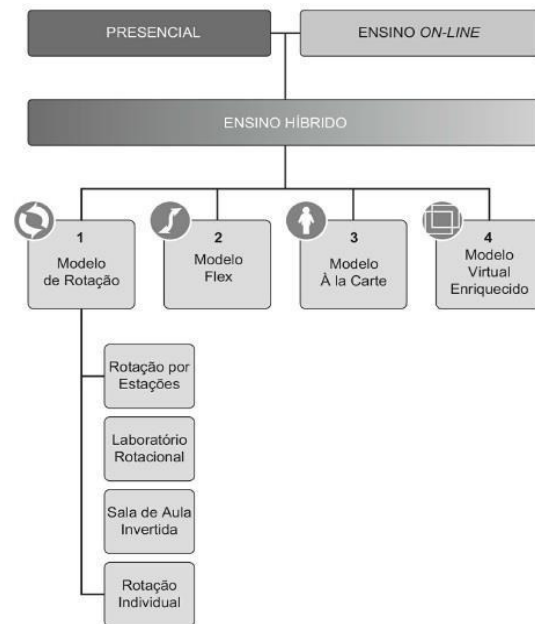 PRESENCIAL
ENSINO ON-LINE
ENSINO HÍBRIDO
1
Modelo
de Rotação
2
Modelo
Flex
3
Modelo
À la Carte
4
Modelo
Virtual
Enriquecido
Rotação por
Estações
Laboratório
Rotacional
Sala de Aula
Invertida
Rotação
Individual